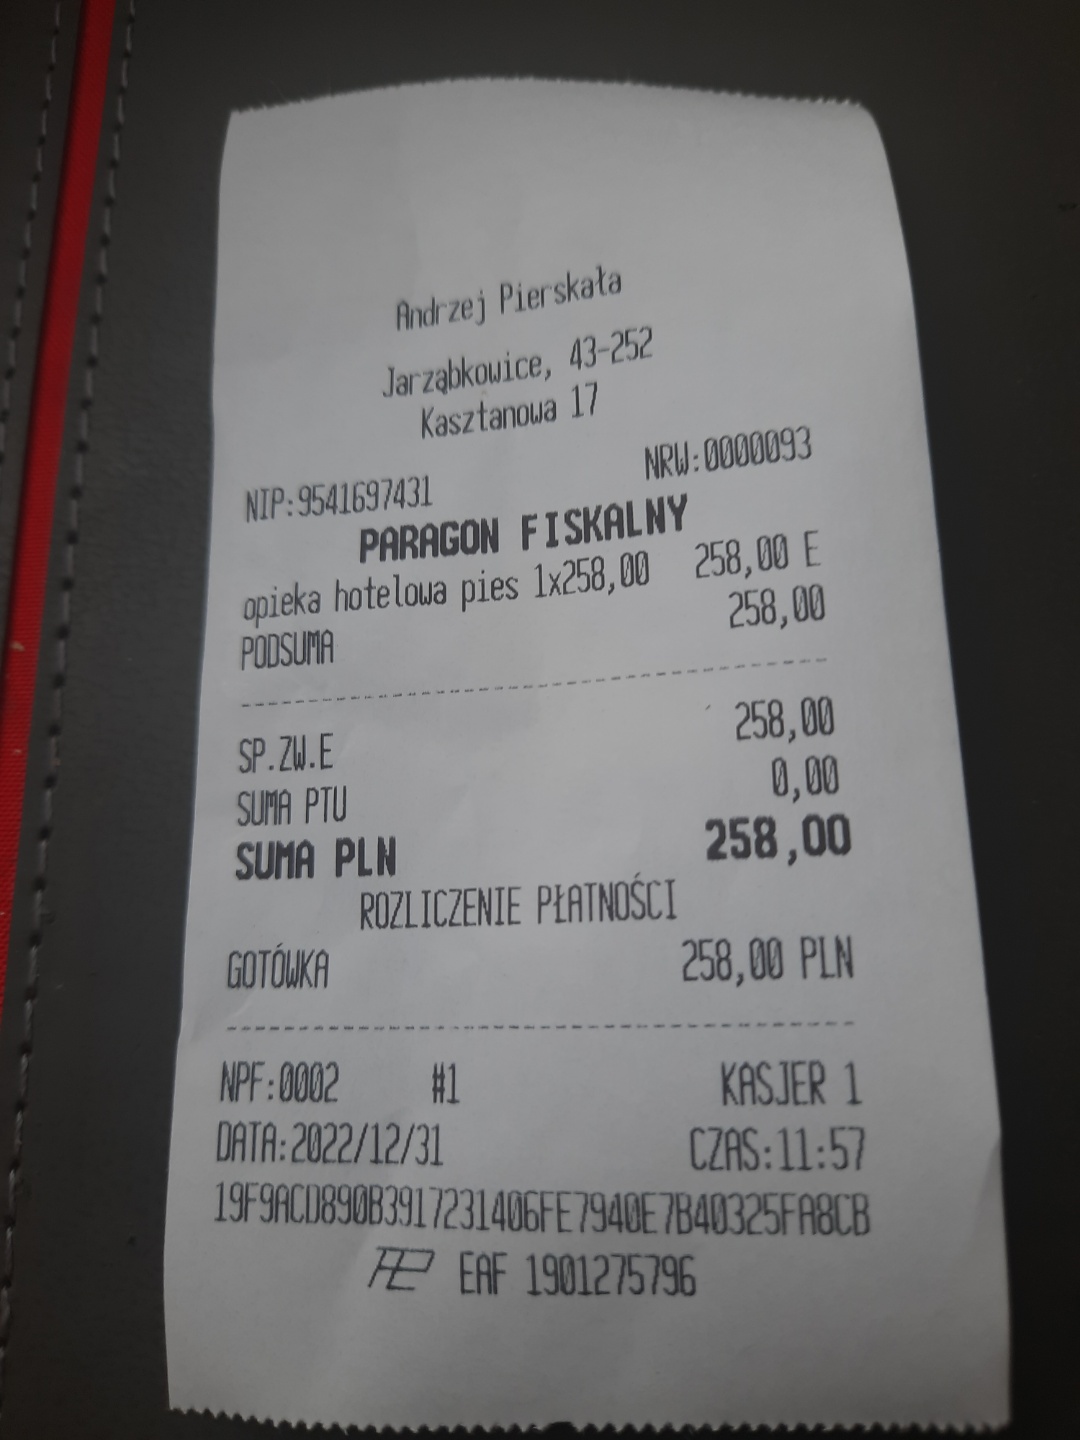 Andrzej Pierskała
Jarząbkowice, 43-252
Kasztanowa 17
NIP:9541697431 NRW:0000093
PARAGON FISKALNY
opieka hotelowa pies 1x258,00 258,00 E
PODSUMA 258,00
SP.ZW.E 258,00
SUMA PTU 0,00
SUMA PLN 258,00
ROZLICZENIE PŁATNOŚCI
GOTÓWKA 258,00 PLN
NPF:0002 #1 KASJER 1
DATA:2022/12/31 CZAS:11:57
19F9ACD890B3917231406FE7940E7B40325FA8CB
EAF 1901275796